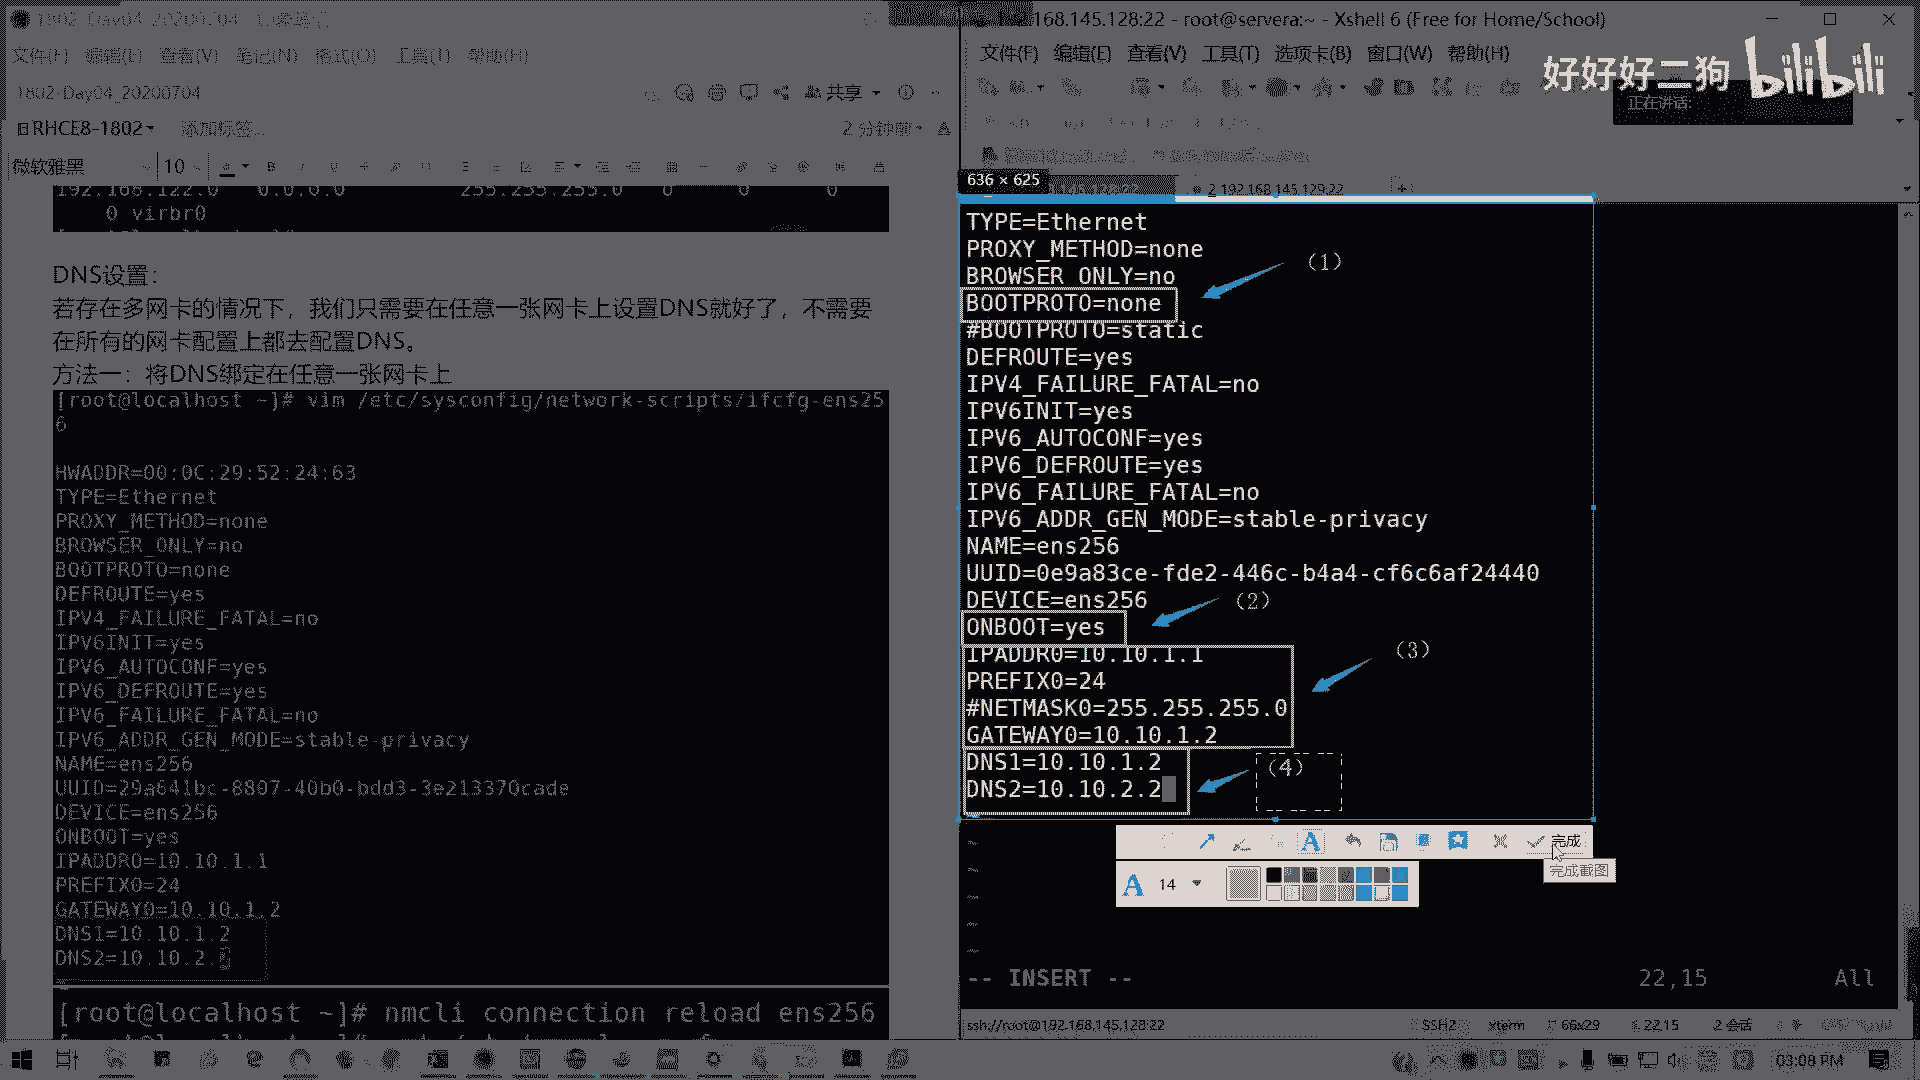 文件(F) 编辑(E) 查看(V) 笔记(N) 格式(O) 工具(T) 帮助(H)
1802-Day04_20200704
共享
RHCE8-1802
添加标签...
2 分钟前
微软雅黑
10
192.168.122.0 0.0.0.0 255.255.255.0 0 0 0
0 virbr0
DNS设置：
若存在多网卡的情况下，我们只需要在任意一张网卡上设置DNS就好了，不需要
在所有的网卡配置上都去配置DNS。
方法一：将DNS绑定在任意一张网卡上
[root@localhost ~]# vim /etc/sysconfig/network-scripts/ifcfg-ens25
6
HWADDR=00:0C:29:52:24:63
TYPE=Ethernet
PROXY_METHOD=none
BROWSER_ONLY=no
BOOTPROTO=none
DEFROUTE=yes
IPV4_FAILURE_FATAL=no
IPV6INIT=yes
IPV6_AUTOCONF=yes
IPV6_DEFROUTE=yes
IPV6_FAILURE_FATAL=no
IPV6_ADDR_GEN_MODE=stable-privacy
NAME=ens256
UUID=29a641bc-8807-40b0-bdd3-3e213370cade
DEVICE=ens256
ONBOOT=yes
IPADDR0=10.10.1.1
PREFIX0=24
GATEWAY0=10.10.1.2
DNS1=10.10.1.2
DNS2=10.10.2.
[root@localhost ~]# nmcli connection reload ens256
.168.145.128:22 - root@servera:~ - Xshell 6 (Free for Home/School)
文件(F) 编辑(E) 查看(V) 工具(T) 选项卡(B) 窗口(W) 帮助(H)
好好好二狗 bilibili
正在讲话:
636 × 625
2 192.168.145.129:22
TYPE=Ethernet
PROXY_METHOD=none
BROWSER_ONLY=no
(1)
BOOTPROTO=none
#BOOTPROTO=static
DEFROUTE=yes
IPV4_FAILURE_FATAL=no
IPV6INIT=yes
IPV6_AUTOCONF=yes
IPV6_DEFROUTE=yes
IPV6_FAILURE_FATAL=no
IPV6_ADDR_GEN_MODE=stable-privacy
NAME=ens256
UUID=0e9a83ce-fde2-446c-b4a4-cf6c6af24440
DEVICE=ens256
(2)
ONBOOT=yes
IPADDR0=10.10.1.1
(3)
PREFIX0=24
#NETMASK0=255.255.255.0
GATEWAY0=10.10.1.2
DNS1=10.10.1.2
(4)
DNS2=10.10.2.2
完成
完成截图
A 14
-- INSERT -- 22,15 All
ssh://root@192.168.145.128:22 SSH2 xterm 66x29 22,15 2 会话
03:08 PM